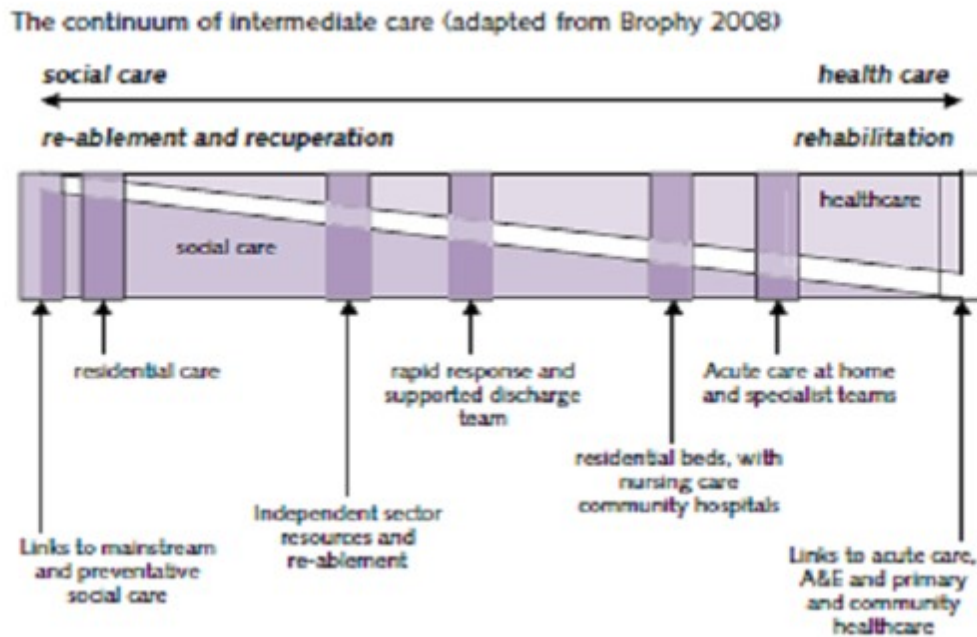 The continuum of intermediate care (adapted from Brophy 2008)
social care
health care
re-ablement and recuperation
rehabilitation
healthcare
social care
residential care
rapid response and
supported discharge
team
Acute care at home
and specialist teams
residential beds, with
nursing care
community hospitals
Independent sector
resources and
re-ablement
Links to mainstream
and preventative
social care
Links to acute care,
A&E and primary
and community
healthcare